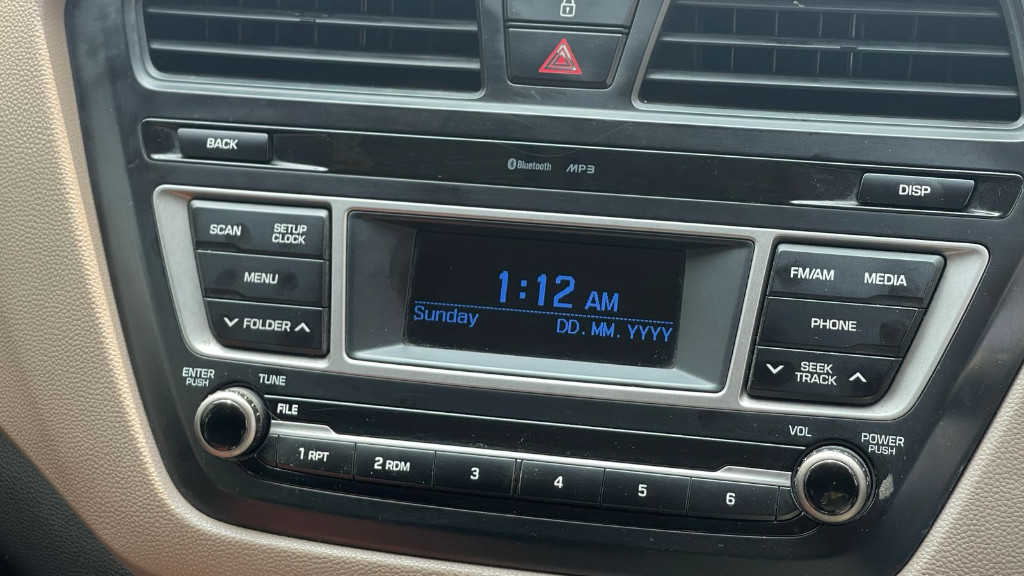 BACK
Bluetooth MP3
DISP
SCAN SETUP CLOCK
MENU
FOLDER
1:12 AM
Sunday DD.MM.YYYY
FM/AM MEDIA
PHONE
SEEK TRACK
ENTER PUSH
TUNE
FILE
VOL
POWER PUSH
1 RPT 2 RDM 3 4 5 6